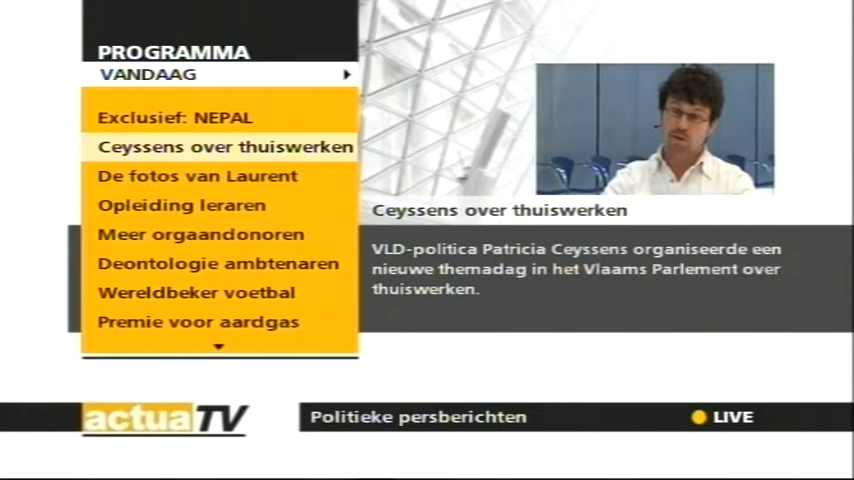 PROGRAMMA
VANDAAG
Exclusief: NEPAL
Ceyssens over thuiswerken
De fotos van Laurent
Opleiding leraren
Meer orgaandonoren
Deontologie ambtenaren
Wereldbeker voetbal
Premie voor aardgas
Ceyssens over thuiswerken
VLD-politica Patricia Ceyssens organiseerde een
nieuwe themadag in het Vlaams Parlement over
thuiswerken.
actuaTV
Politieke persberichten
LIVE